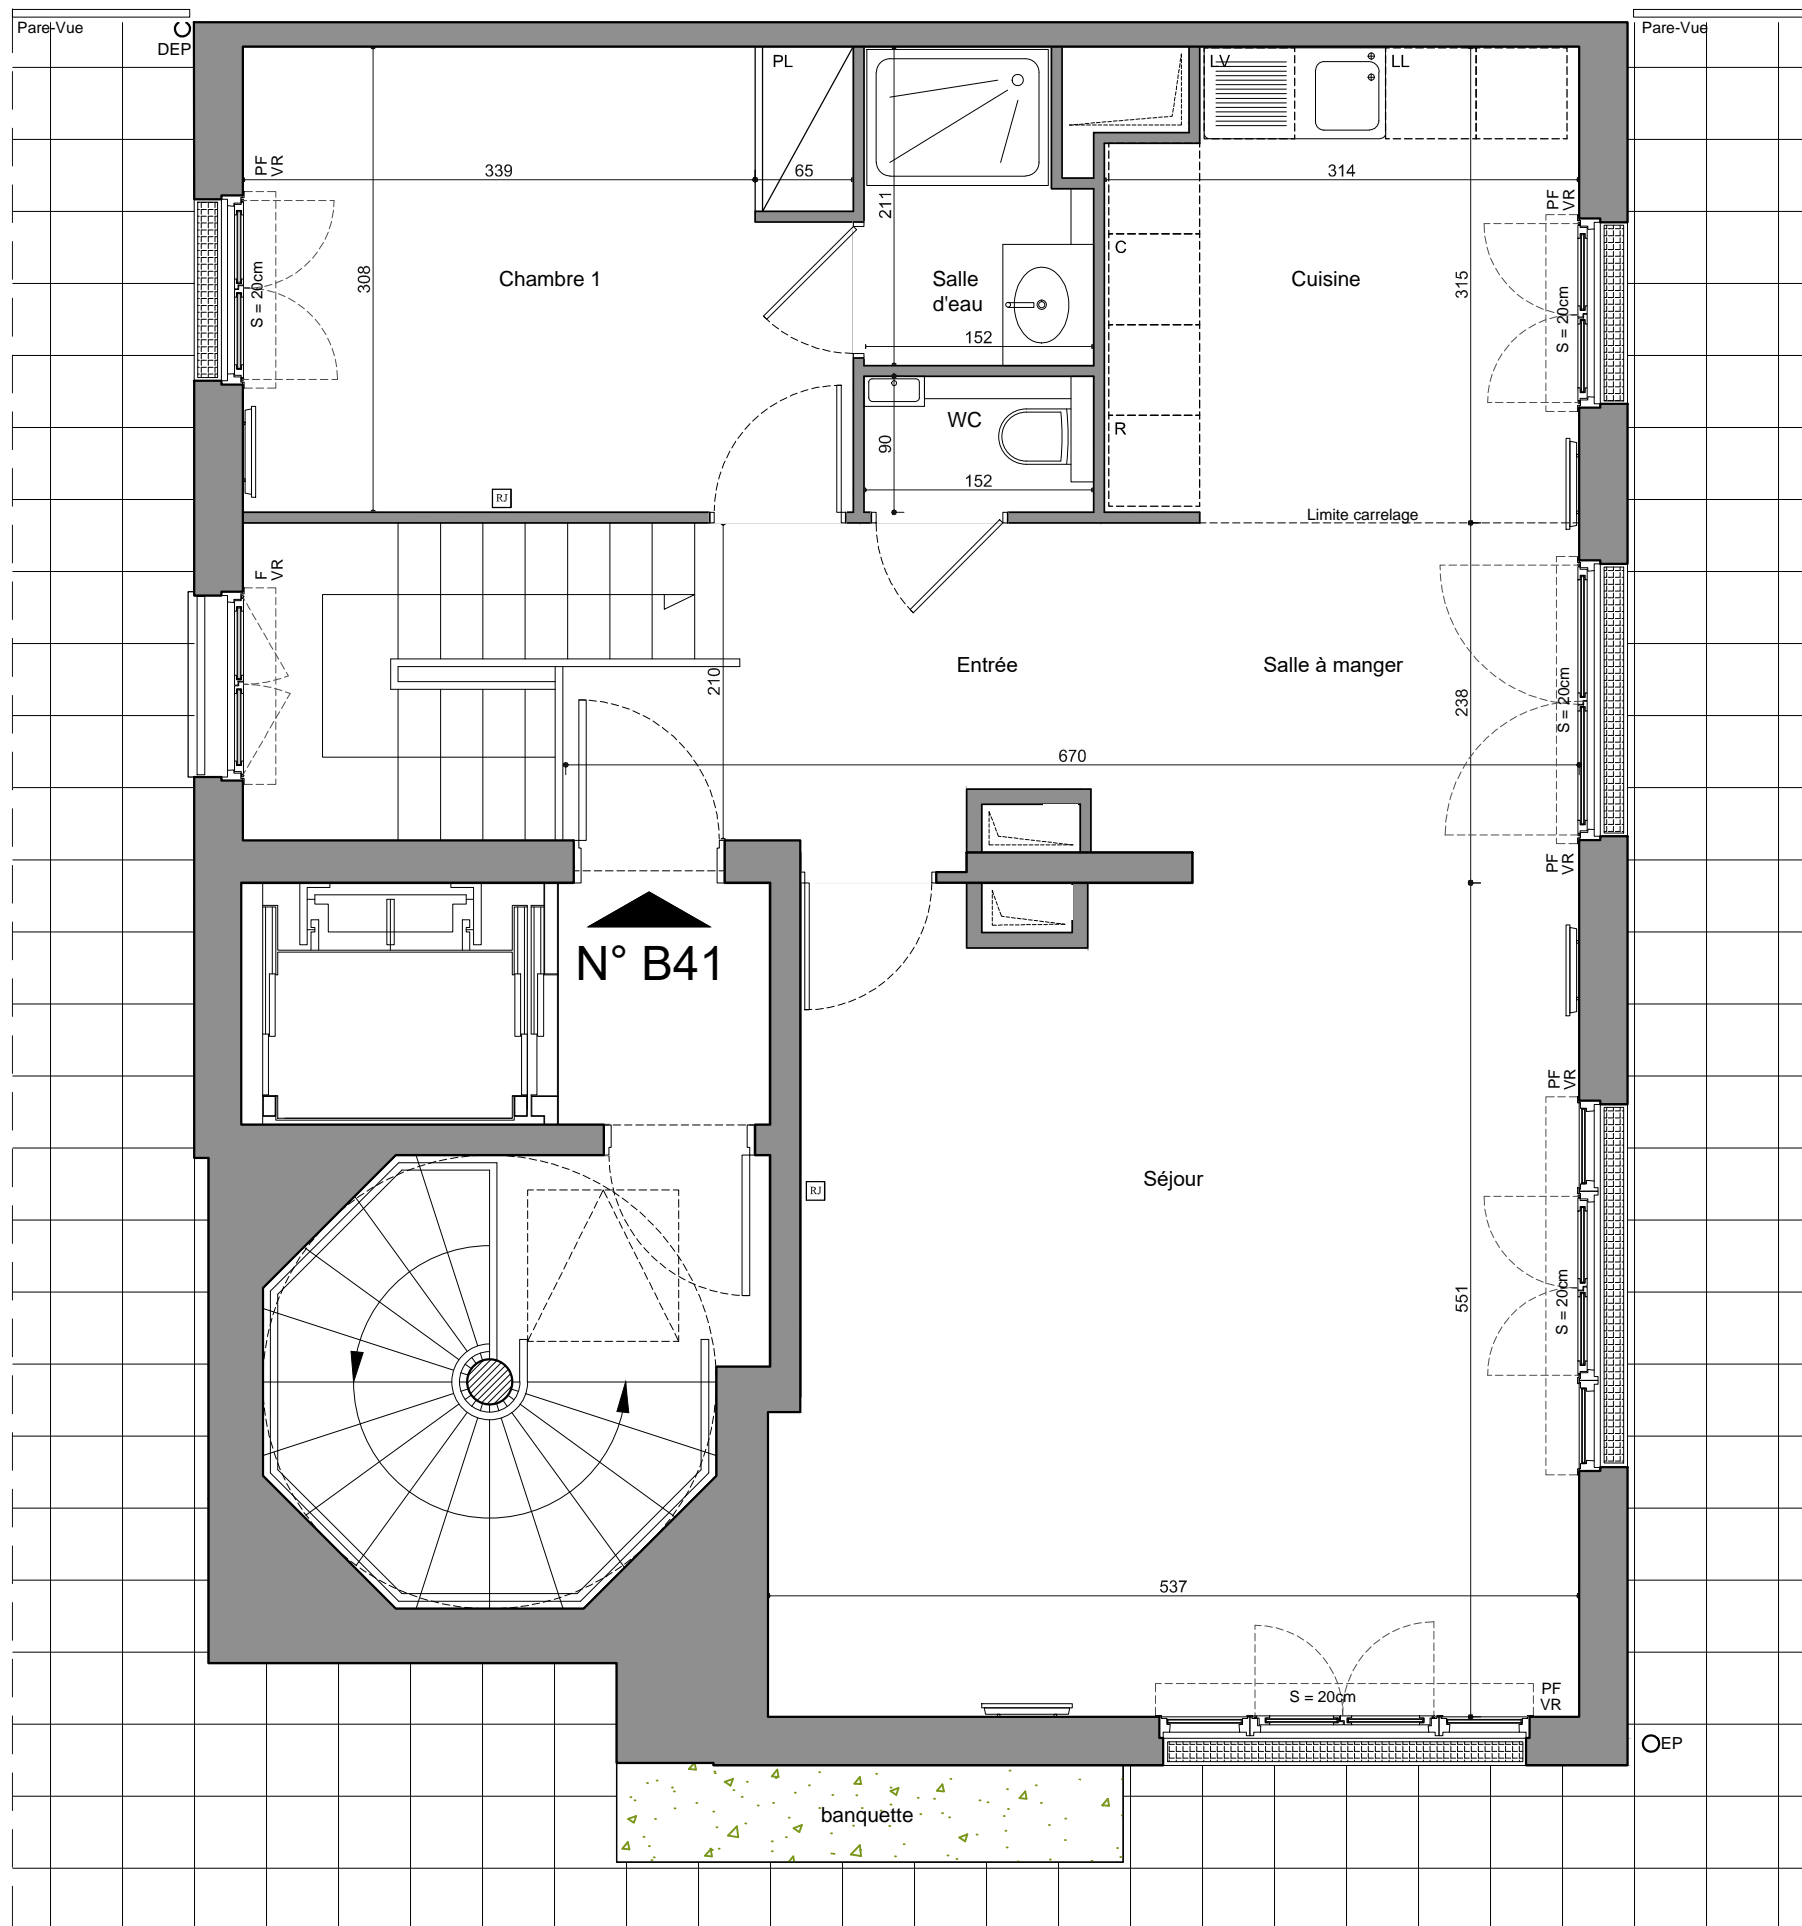 Pare-Vue
DEP
Pare-Vue
PL
LV
LL
PF
VR
339
65
211
314
PF
VR
S = 20cm
308
Chambre 1
Salle
d'eau
C
Cuisine
315
S = 20cm
152
WC
90
R
152
RJ
Limite carrelage
F
VR
210
Entrée
Salle à manger
238
S = 20cm
670
PF
VR
N° B41
PF
VR
RJ
Séjour
551
S = 20cm
537
S = 20cm
PF
VR
EP
banquette